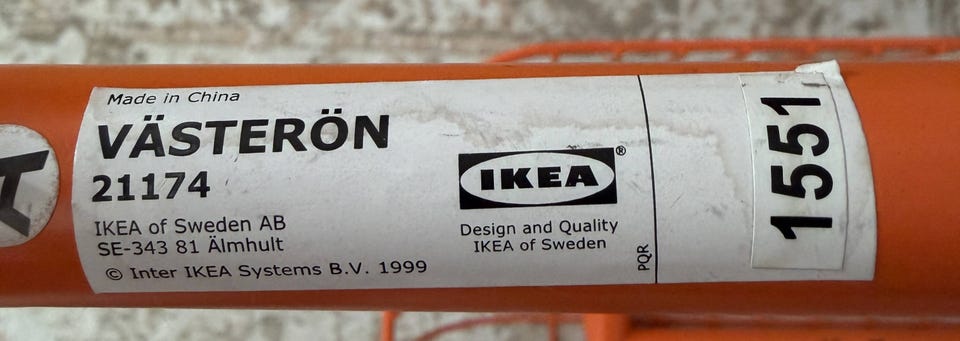 Made in China
VÄSTERÖN
21174
IKEA of Sweden AB
SE-343 81 Älmhult
© Inter IKEA Systems B.V. 1999
IKEA®
Design and Quality
IKEA of Sweden
PQR
1551